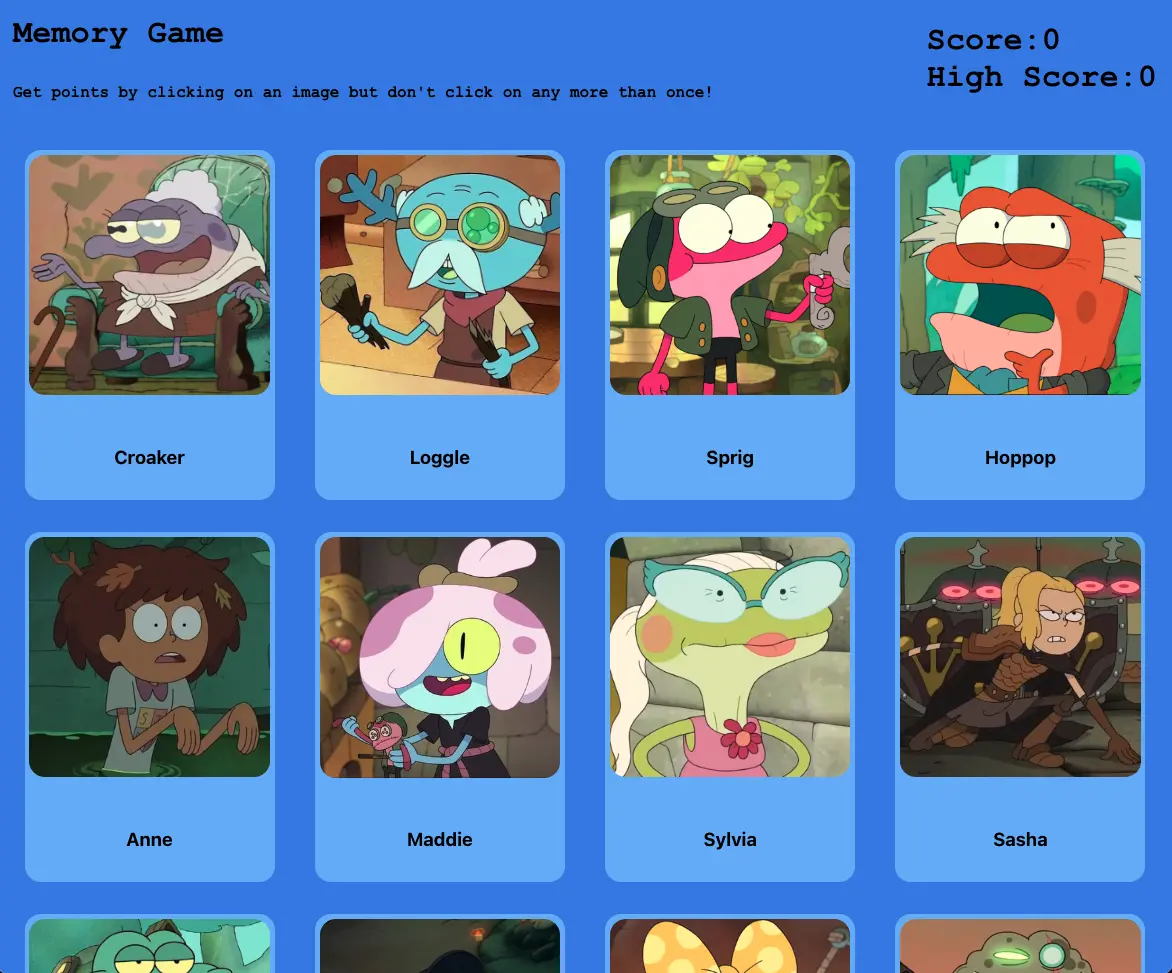 Memory Game
Score:0
High Score:0
Get points by clicking on an image but don't click on any more than once!
Croaker
Loggle
Sprig
Hoppop
Anne
Maddie
Sylvia
Sasha